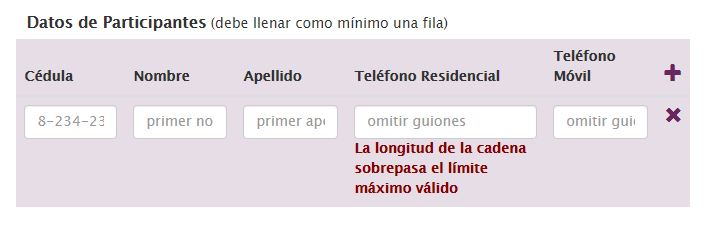 Datos de Participantes (debe llenar como mínimo una fila)
Cédula Nombre Apellido Teléfono Residencial Teléfono Móvil
8-234-23 primer no primer ape omitir guiones omitir guio
La longitud de la cadena
sobrepasa el límite
máximo válido